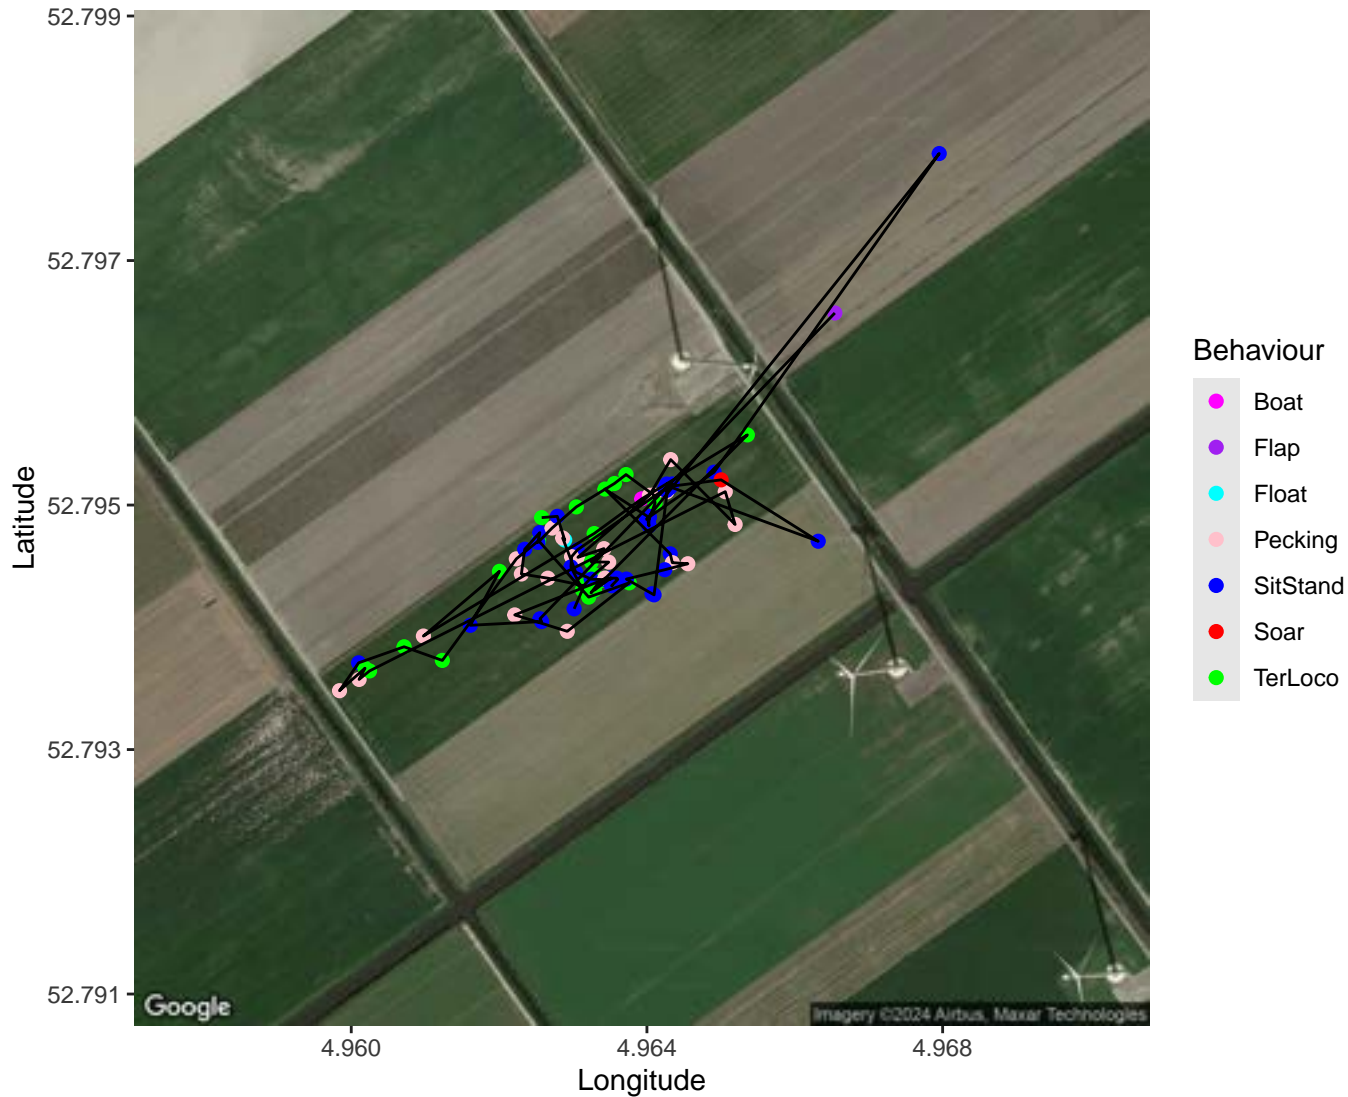 52.799
52.797
52.795
52.793
52.791
Latitude
4.960
4.964
4.968
Longitude
Google
Imagery ©2024 Airbus, Maxar Technologies
Behaviour
Boat
Flap
Float
Pecking
SitStand
Soar
TerLoco